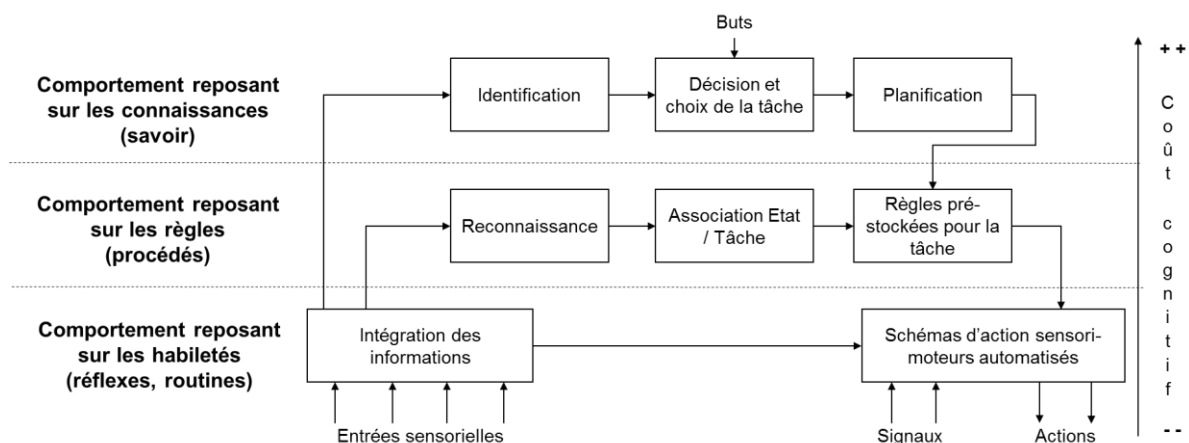 Buts
Comportement reposant
sur les connaissances
(savoir)
Identification
Décision et
choix de la tâche
Planification
Comportement reposant
sur les règles
(procédés)
Reconnaissance
Association Etat
/ Tâche
Règles pré-
stockées pour la
tâche
Comportement reposant
sur les habiletés
(réflexes, routines)
Intégration des
informations
Schémas d'action sensori-
moteurs automatisés
Entrées sensorielles
Signaux
Actions
+ +
Coût cognitif
- -